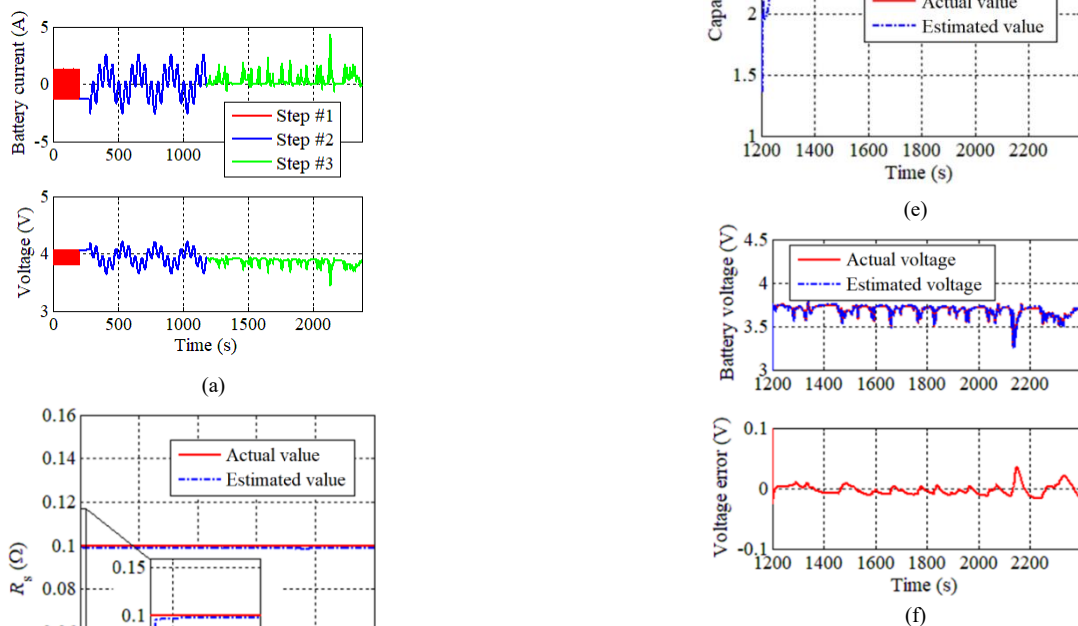 Battery current (A)
5
0
-5
0
500
1000
Step #1
Step #2
Step #3
Voltage (V)
5
4
3
0
500
1000
1500
2000
Time (s)
(a)
0.16
0.14
0.12
0.1
0.08
Rs (Ω)
Actual value
Estimated value
0.15
0.1
2
1.5
1
Actual value
Estimated value
1200 1400 1600 1800 2000 2200
Time (s)
(e)
Battery voltage (V)
4.5
4
3.5
3
Actual voltage
Estimated voltage
1200 1400 1600 1800 2000 2200
Voltage error (V)
0.1
0
-0.1
1200 1400 1600 1800 2000 2200
Time (s)
(f)